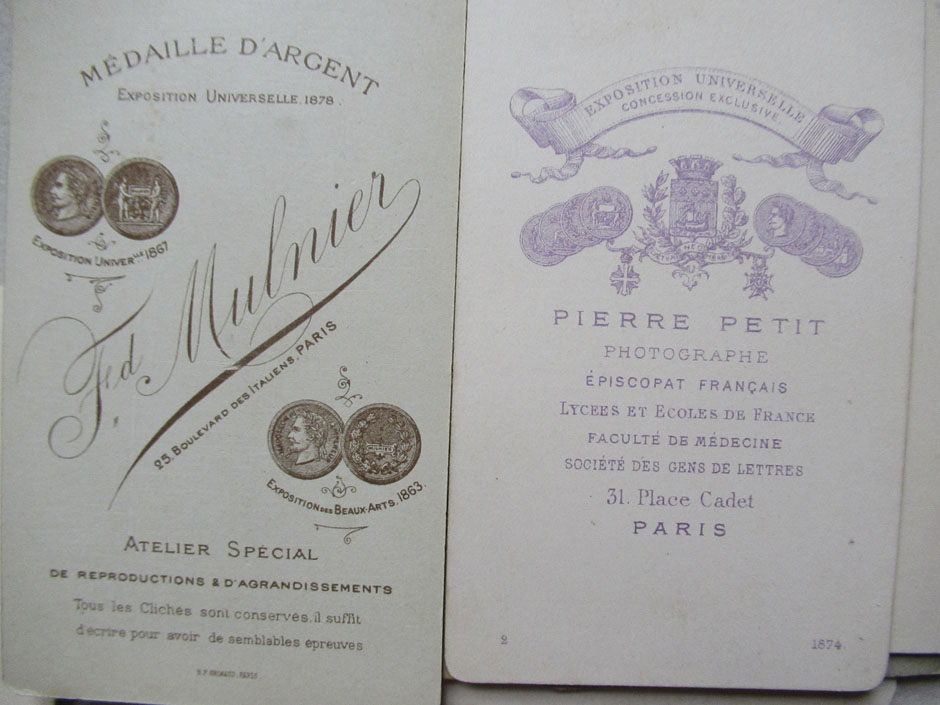 MÉDAILLE D'ARGENT
EXPOSITION UNIVERSELLE. 1878.
EXPOSITION UNIVER^LLE 1867
Fd. Mulnier
25. BOULEVARD DES ITALIENS. PARIS
EXPOSITION DES BEAUX-ARTS. 1863.
ATELIER SPÉCIAL
DE REPRODUCTIONS & D'AGRANDISSEMENTS
Tous les Clichés sont conservés. il suffit
d'écrire pour avoir de semblables epreuves
EXPOSITION UNIVERSELLE
CONCESSION EXCLUSIVE.
PIERRE PETIT
PHOTOGRAPHE
ÉPISCOPAT FRANÇAIS
LYCEES ET ECOLES DE FRANCE
FACULTÉ DE MÉDECINE
SOCIÉTÉ DES GENS DE LETTRES
31. Place Cadet
PARIS
2
1874